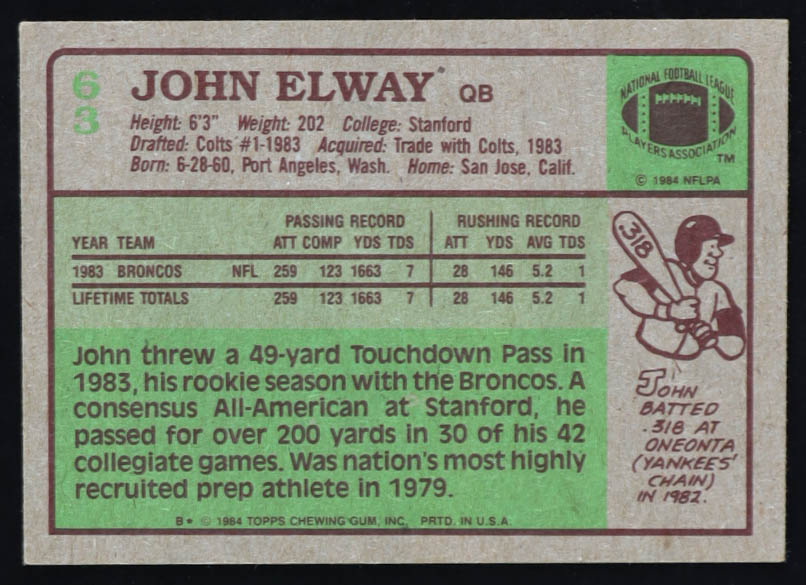 63
JOHN ELWAY QB
Height: 6'3" Weight: 202 College: Stanford
Drafted: Colts #1-1983 Acquired: Trade with Colts, 1983
Born: 6-28-60, Port Angeles, Wash. Home: San Jose, Calif.
NATIONAL FOOTBALL LEAGUE
PLAYERS ASSOCIATION
TM
© 1984 NFLPA
PASSING RECORD RUSHING RECORD
YEAR TEAM ATT COMP YDS TDS ATT YDS AVG TDS
1983 BRONCOS NFL 259 123 1663 7 28 146 5.2 1
LIFETIME TOTALS 259 123 1663 7 28 146 5.2 1
John threw a 49-yard Touchdown Pass in
1983, his rookie season with the Broncos. A
consensus All-American at Stanford, he
passed for over 200 yards in 30 of his 42
collegiate games. Was nation's most highly
recruited prep athlete in 1979.
.318
JOHN
BATTED
.318 AT
ONEONTA
(YANKEES'
CHAIN)
IN 1982.
B* © 1984 TOPPS CHEWING GUM, INC. PRTD. IN U.S.A.